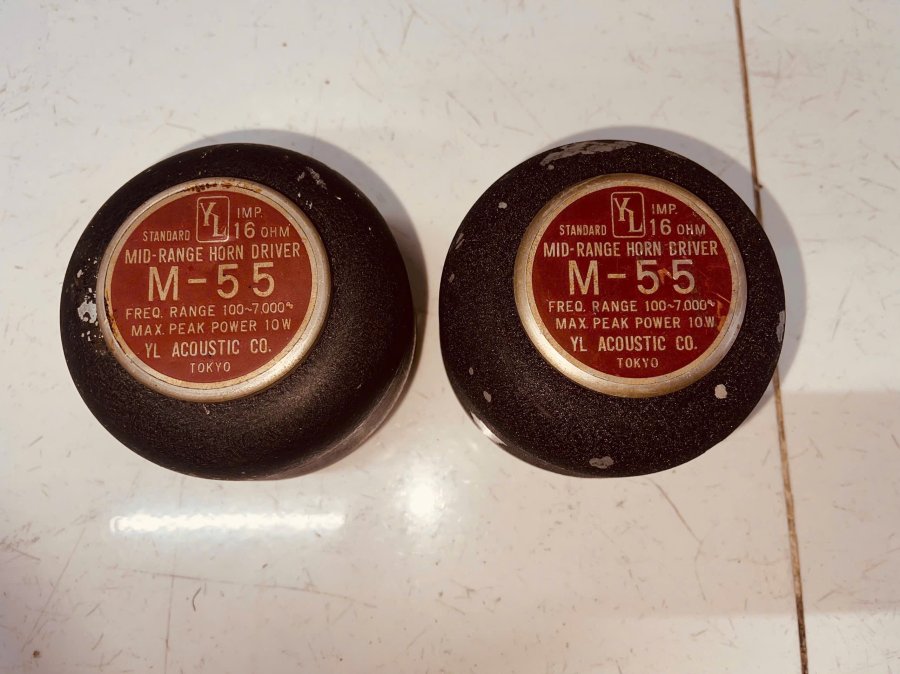 YL IMP.
STANDARD 16 OHM
MID-RANGE HORN DRIVER
M-55
FREQ. RANGE 100~7.000~
MAX. PEAK POWER 10 W
YL ACOUSTIC CO.
TOKYO
YL IMP.
STANDARD 16 OHM
MID-RANGE HORN DRIVER
M-55
FREQ. RANGE 100~7.000~
MAX. PEAK POWER 10 W.
YL ACOUSTIC CO.
TOKYO